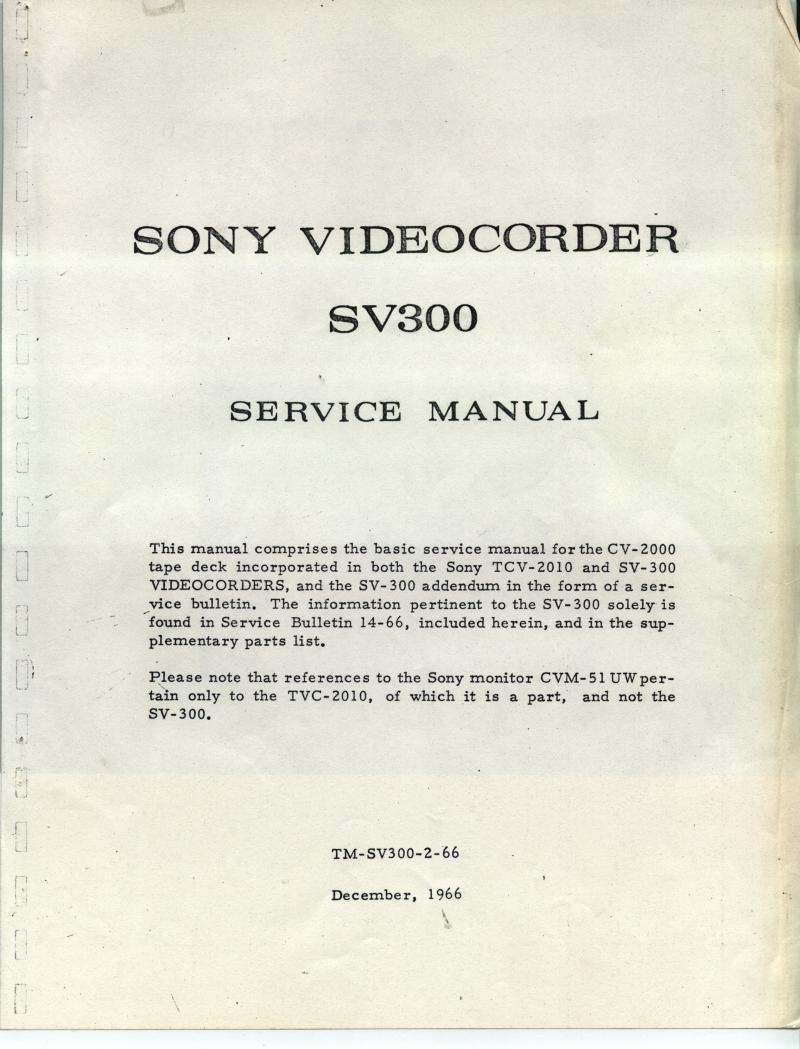 SONY VIDEOCORDER
SV300
SERVICE MANUAL
This manual comprises the basic service manual for the CV-2000
tape deck incorporated in both the Sony TCV-2010 and SV-300
VIDEOCORDERS, and the SV-300 addendum in the form of a ser-
vice bulletin. The information pertinent to the SV-300 solely is
found in Service Bulletin 14-66, included herein, and in the sup-
plementary parts list.
Please note that references to the Sony monitor CVM-51 UW per-
tain only to the TVC-2010, of which it is a part, and not the
SV-300.
TM-SV300-2-66
December, 1966